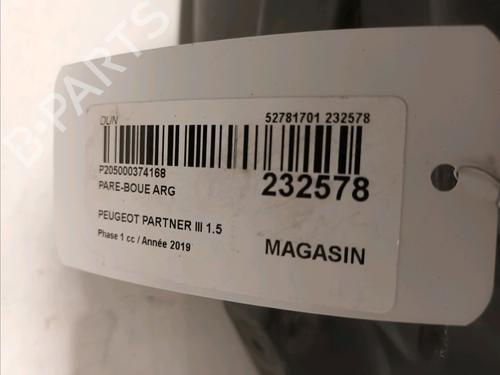 DUN
52781701 232578
P205000374168
PARE-BOUE ARG
232578
PEUGEOT PARTNER III 1.5
Phase 1 cc / Année 2019
MAGASIN
B-PARTS